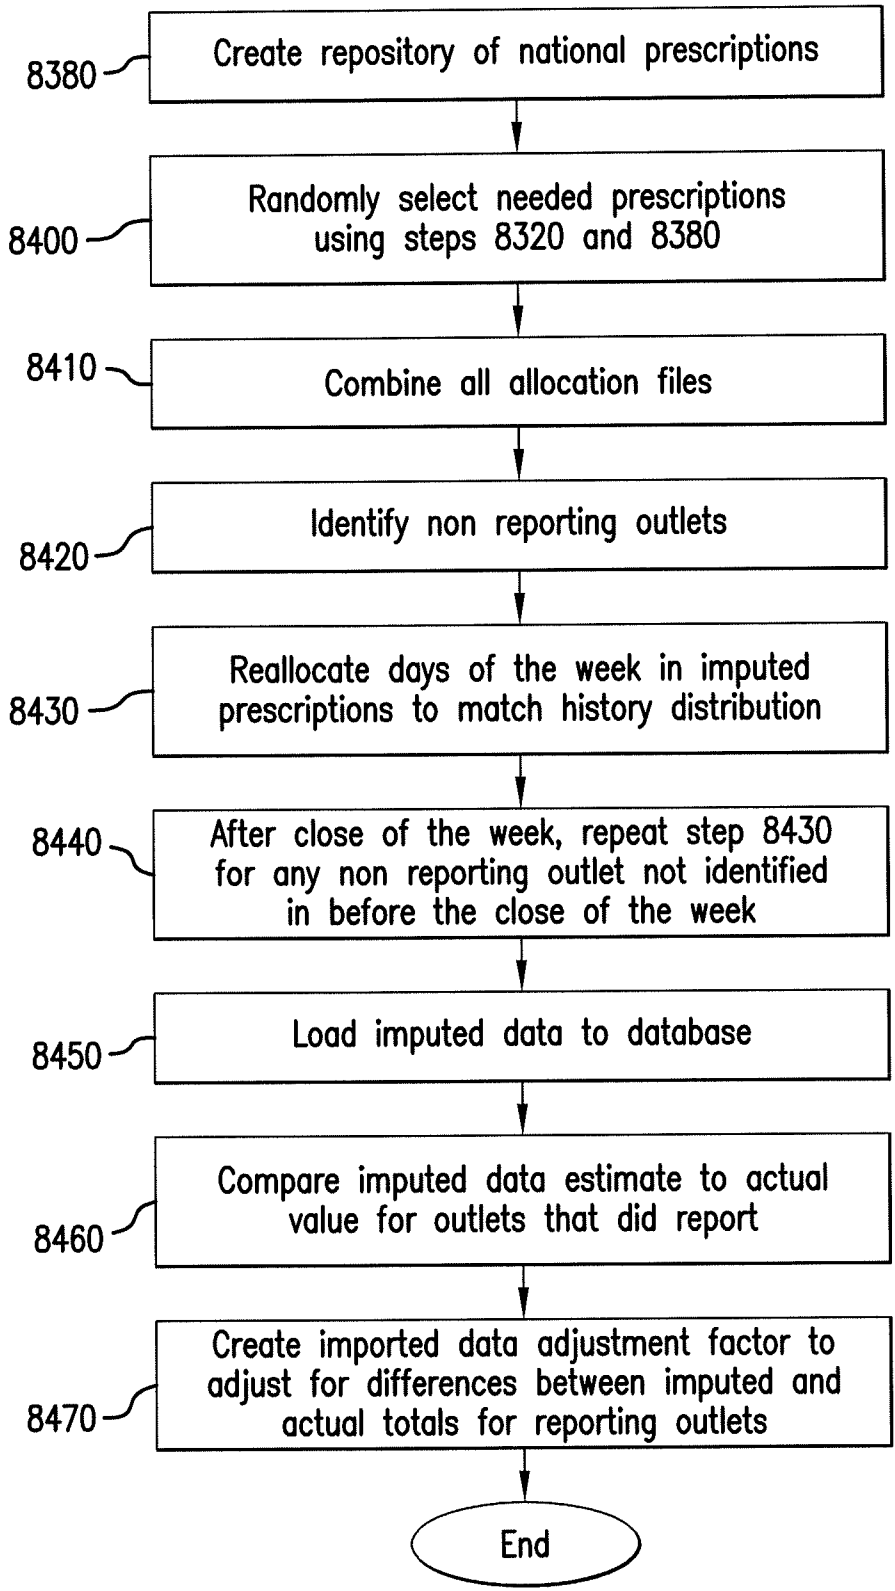 Create repository of national prescriptions
8380
Randomly select needed prescriptions
using steps 8320 and 8380
8400
8410
Combine all allocation files
Identify non reporting outlets
8420
Reallocate days of the week in imputed
prescriptions to match history distribution
8430
8440
After close of the week, repeat step 8430
for any non reporting outlet not identified
in before the close of the week
Load imputed data to database
8450
Compare imputed data estimate to actual
value for outlets that did report
8460
Create imported data adjustment factor to
adjust for differences between imputed and
actual totals for reporting outlets
8470
End